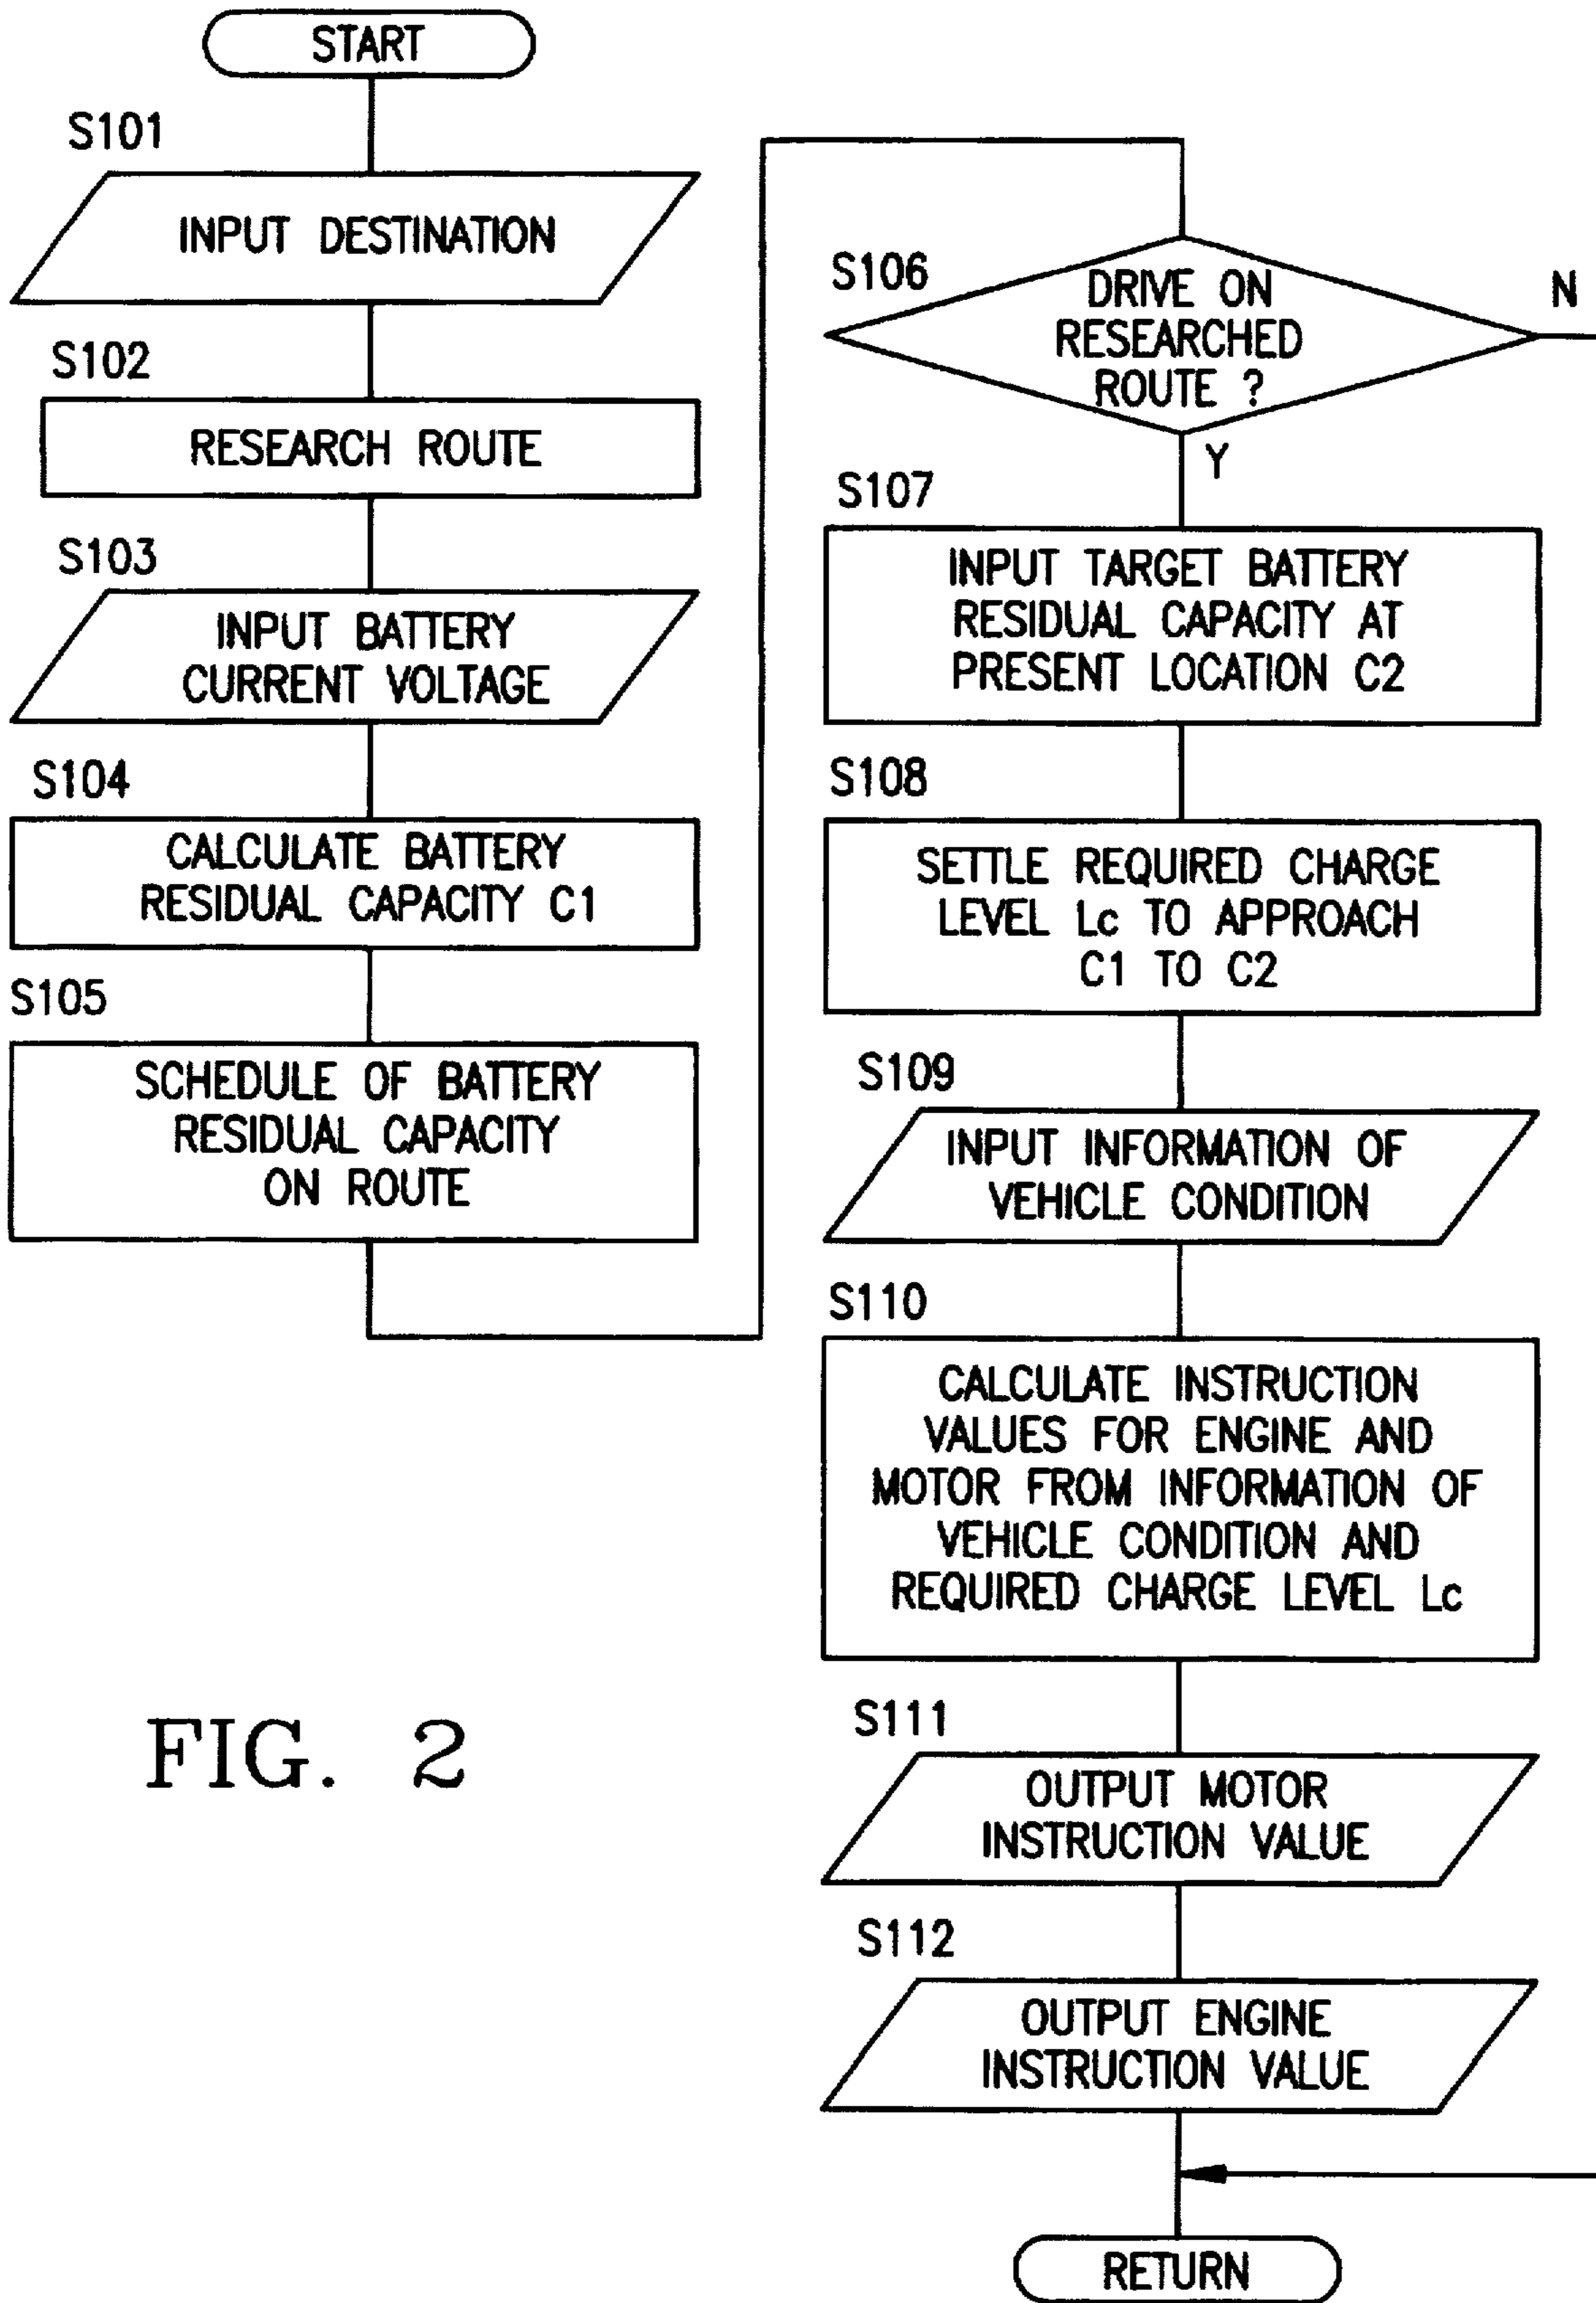 START
S101
INPUT DESTINATION
S102
RESEARCH ROUTE
S103
INPUT BATTERY
CURRENT VOLTAGE
S104
CALCULATE BATTERY
RESIDUAL CAPACITY C1
S105
SCHEDULE OF BATTERY
RESIDUAL CAPACITY
ON ROUTE
S106
DRIVE ON
RESEARCHED
ROUTE ?
N
Y
S107
INPUT TARGET BATTERY
RESIDUAL CAPACITY AT
PRESENT LOCATION C2
S108
SETTLE REQUIRED CHARGE
LEVEL Lc TO APPROACH
C1 TO C2
S109
INPUT INFORMATION OF
VEHICLE CONDITION
S110
CALCULATE INSTRUCTION
VALUES FOR ENGINE AND
MOTOR FROM INFORMATION OF
VEHICLE CONDITION AND
REQUIRED CHARGE LEVEL Lc
S111
OUTPUT MOTOR
INSTRUCTION VALUE
S112
OUTPUT ENGINE
INSTRUCTION VALUE
RETURN
FIG. 2